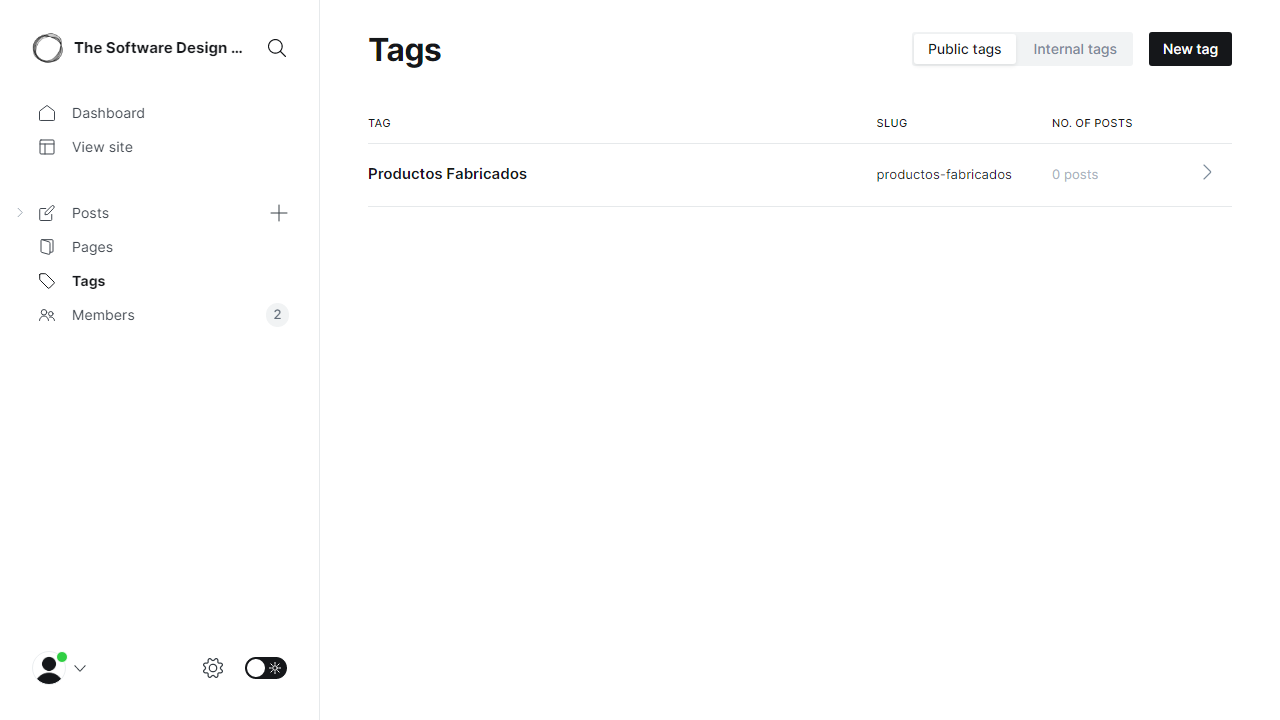 The Software Design ...
Dashboard
View site
Posts
Pages
Tags
Members 2
Tags
Public tags Internal tags New tag
TAG SLUG NO. OF POSTS
Productos Fabricados productos-fabricados 0 posts